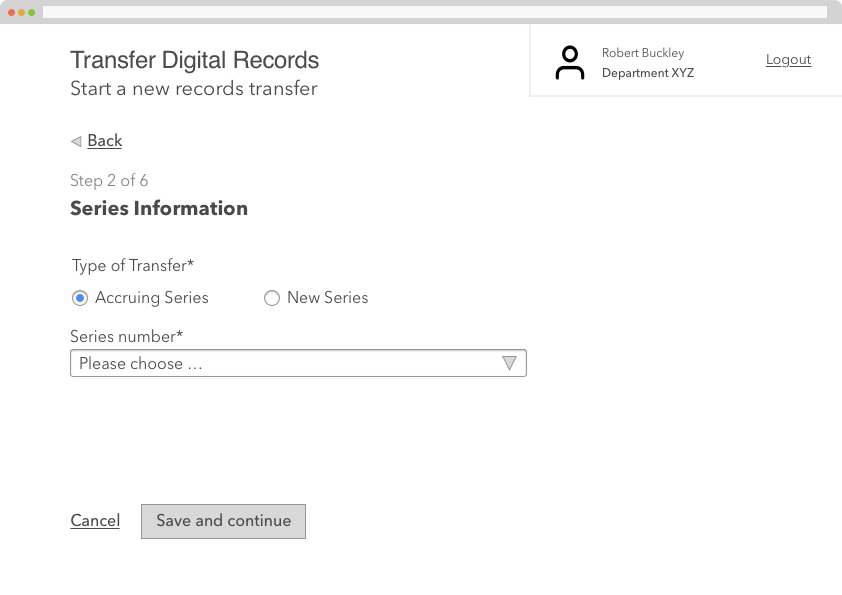 Transfer Digital Records
Start a new records transfer
Robert Buckley
Department XYZ
Logout
Back
Step 2 of 6
Series Information
Type of Transfer*
Accruing Series
New Series
Series number*
Please choose …
Cancel
Save and continue